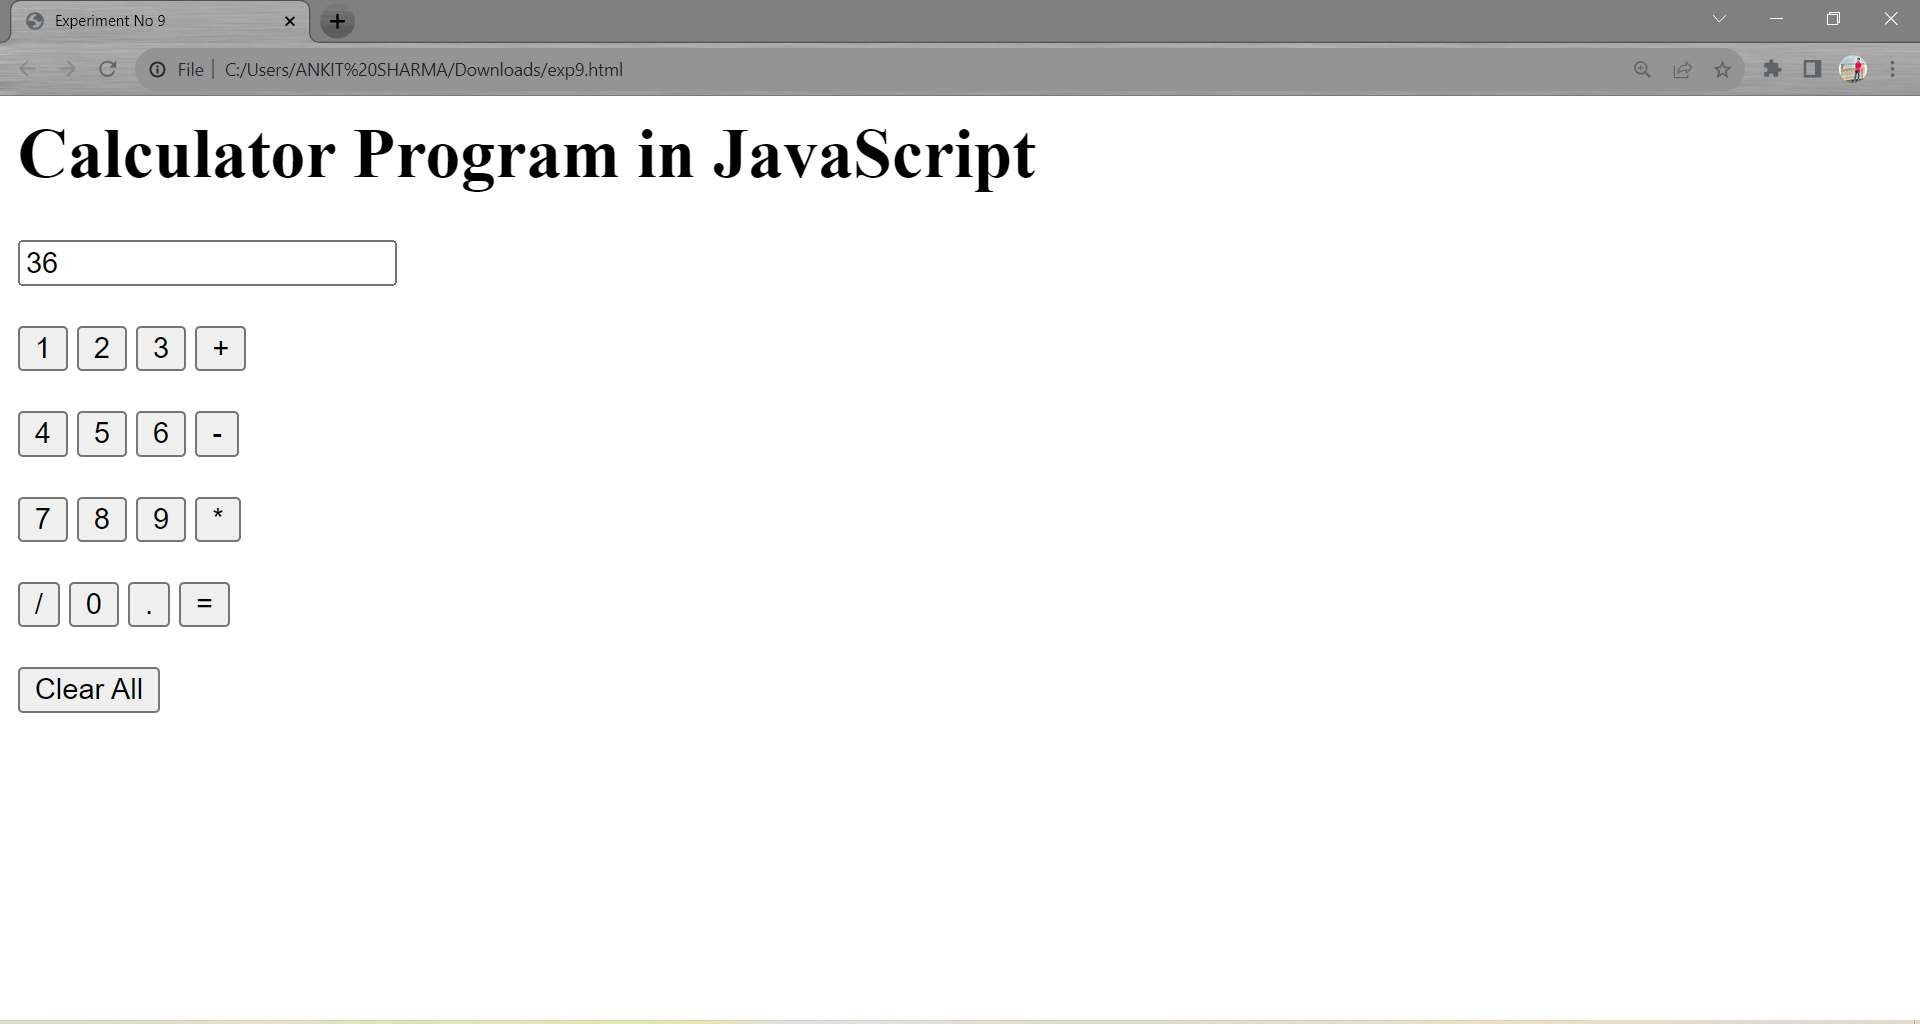 Experiment No 9
File | C:/Users/ANKIT%20SHARMA/Downloads/exp9.html
Calculator Program in JavaScript
36
1 2 3 +
4 5 6 -
7 8 9 *
/ 0 . =
Clear All